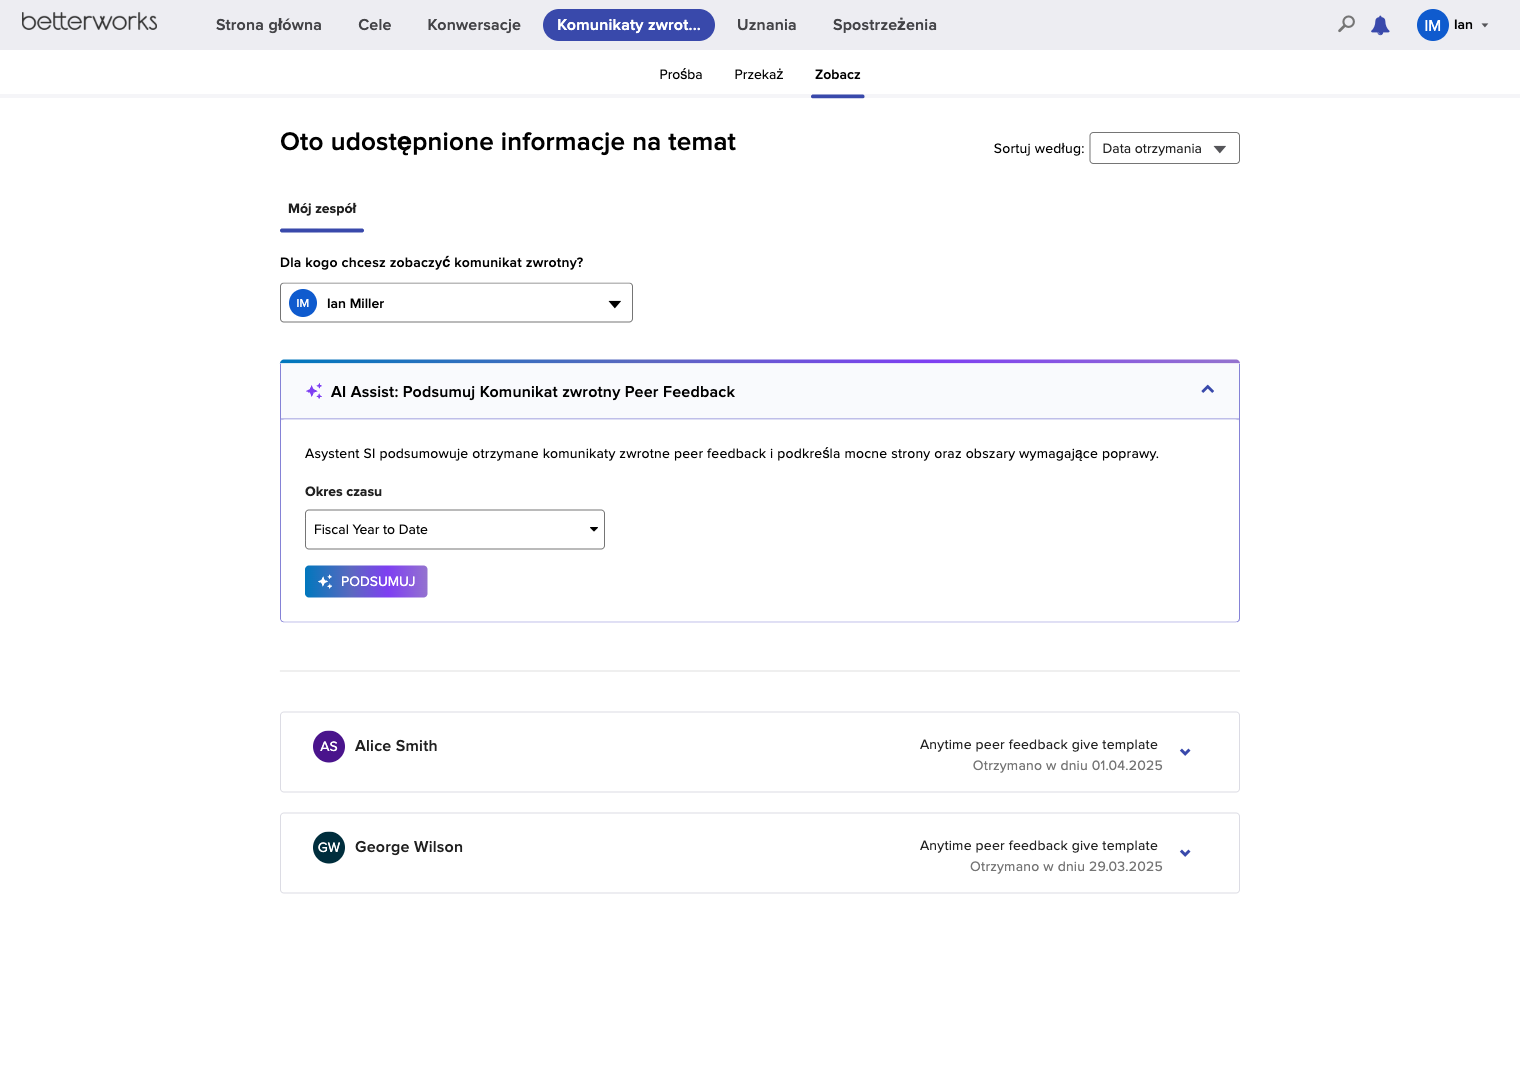 betterworks
Strona główna
Cele
Konwersacje
Komunikaty zwrot...
Uznania
Spostrzeżenia
IM
Ian
Prośba
Przekaż
Zobacz
Oto udostępnione informacje na temat
Sortuj według:
Data otrzymania
Mój zespół
Dla kogo chcesz zobaczyć komunikat zwrotny?
IM
Ian Miller
AI Assist: Podsumuj Komunikat zwrotny Peer Feedback
Asystent SI podsumowuje otrzymane komunikaty zwrotne peer feedback i podkreśla mocne strony oraz obszary wymagające poprawy.
Okres czasu
Fiscal Year to Date
PODSUMUJ
AS
Alice Smith
Anytime peer feedback give template
Otrzymano w dniu 01.04.2025
GW
George Wilson
Anytime peer feedback give template
Otrzymano w dniu 29.03.2025